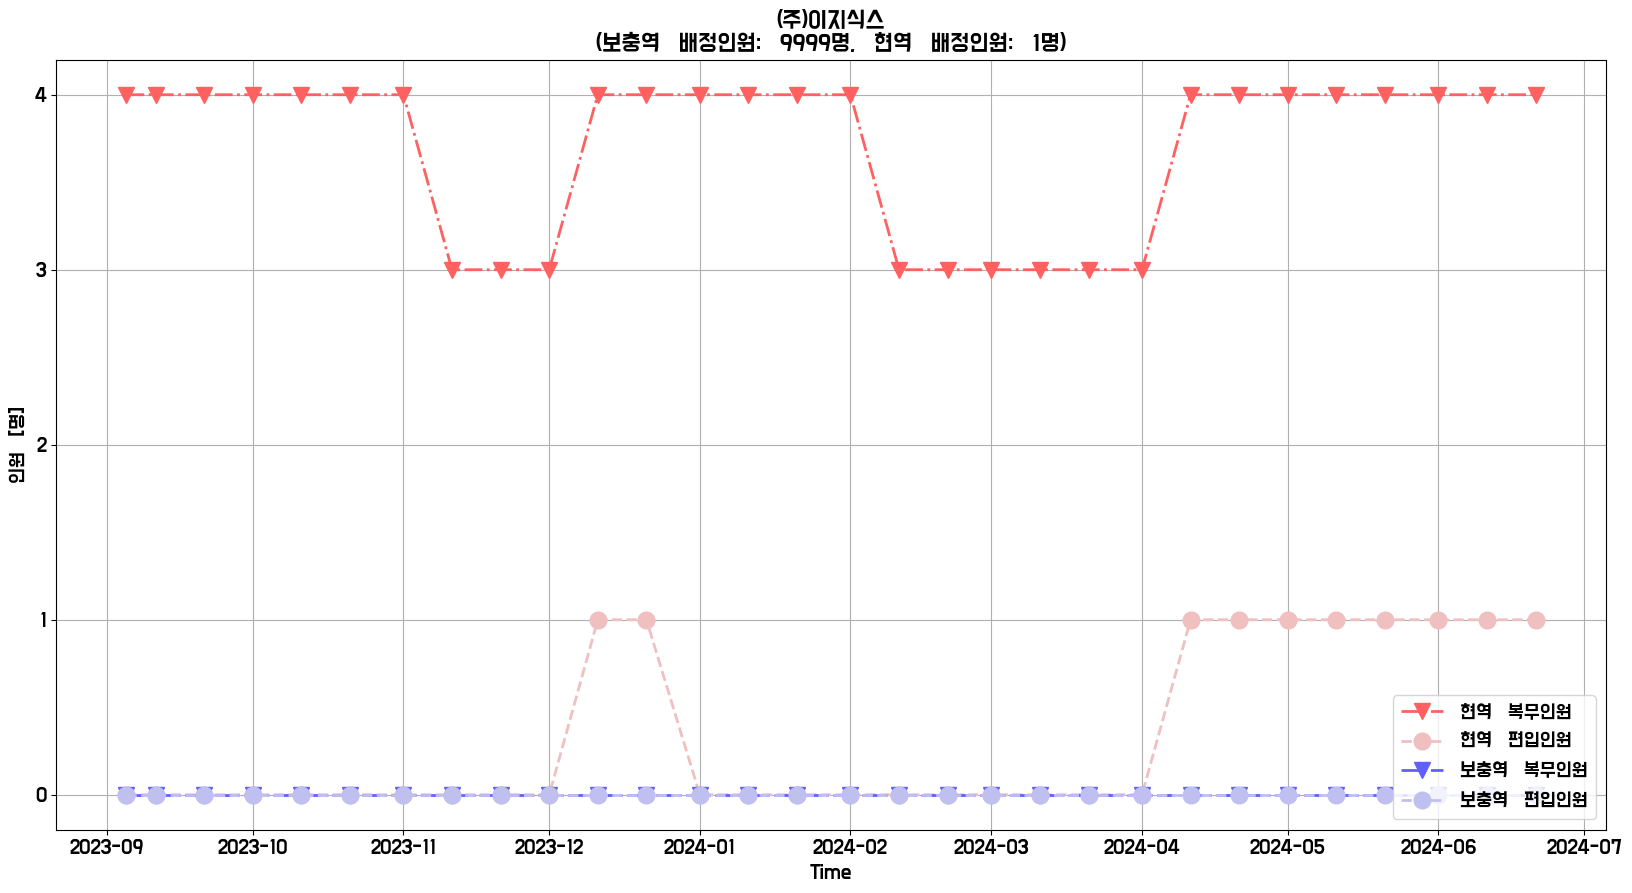 (주)이지식스
(보충역 배정인원: 9999명, 현역 배정인원: 1명)
인원 [명]
4
3
2
1
0
현역 복무인원
현역 편입인원
보충역 복무인원
보충역 편입인원
2023-09 2023-10 2023-11 2023-12 2024-01 2024-02 2024-03 2024-04 2024-05 2024-06 2024-07
Time